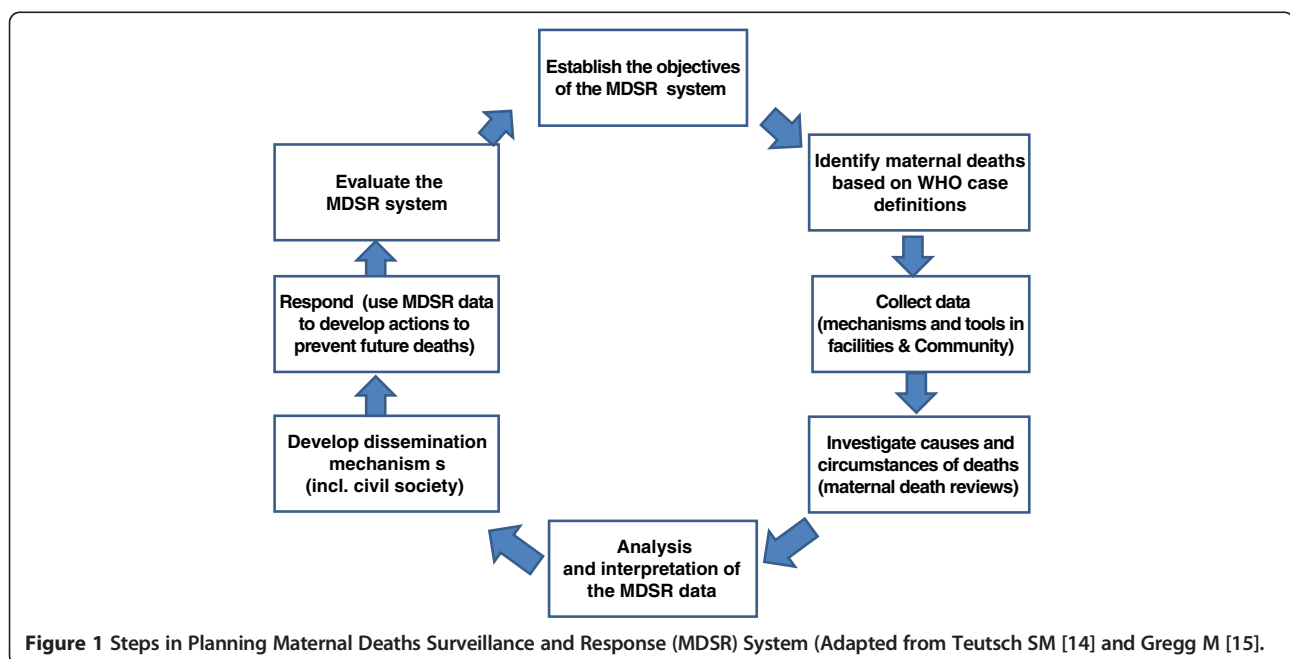 Establish the objectives
of the MDSR system
Identify maternal deaths
based on WHO case
definitions
Collect data
(mechanisms and tools in
facilities & Community)
Investigate causes and
circumstances of deaths
(maternal death reviews)
Analysis
and interpretation of
the MDSR data
Develop dissemination
mechanism s
(incl. civil society)
Respond (use MDSR data
to develop actions to
prevent future deaths)
Evaluate the
MDSR system
Figure 1 Steps in Planning Maternal Deaths Surveillance and Response (MDSR) System (Adapted from Teutsch SM [14] and Gregg M [15].